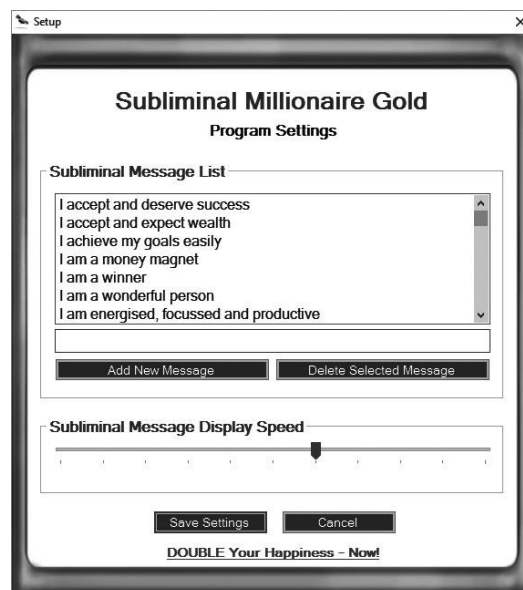 Setup
Subliminal Millionaire Gold
Program Settings
Subliminal Message List
I accept and deserve success
I accept and expect wealth
I achieve my goals easily
I am a money magnet
I am a winner
I am a wonderful person
I am energised, focussed and productive
Add New Message
Delete Selected Message
Subliminal Message Display Speed
Save Settings
Cancel
DOUBLE Your Happiness - Now!